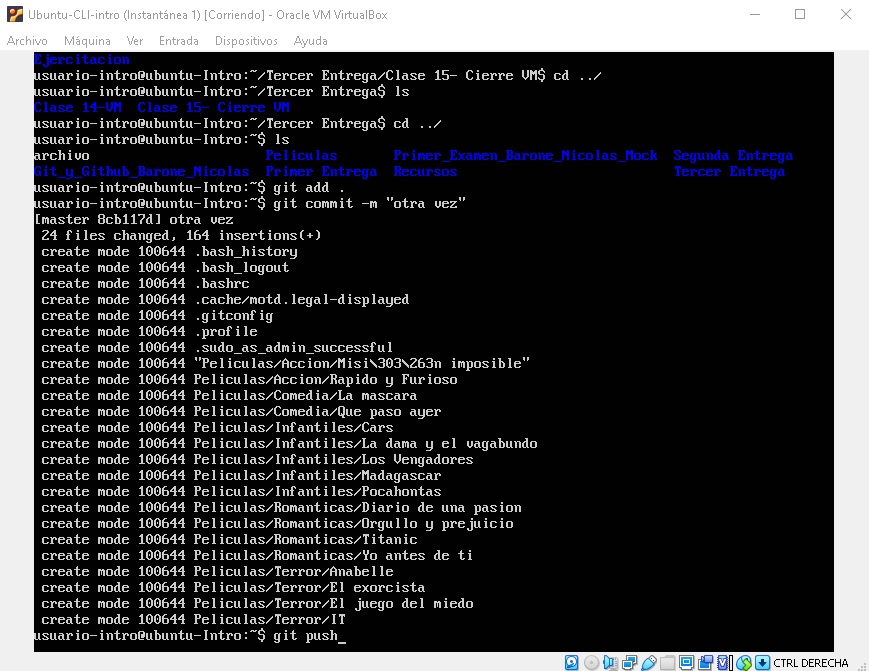 Ubuntu-CLI-intro (Instantánea 1) [Corriendo] - Oracle VM VirtualBox
Archivo Máquina Ver Entrada Dispositivos Ayuda
Ejercitacion
usuario-intro@ubuntu-Intro:~/Tercer Entrega/Clase 15- Cierre VM$ cd ../
usuario-intro@ubuntu-Intro:~/Tercer Entrega$ ls
Clase 14-VM  Clase 15- Cierre VM
usuario-intro@ubuntu-Intro:~/Tercer Entrega$ cd ../
usuario-intro@ubuntu-Intro:~$ ls
archivo Peliculas Primer_Examen_Barone_Nicolas_Mock Segunda Entrega
Git_y_Github_Barone_Nicolas Primer Entrega Recursos Tercer Entrega
usuario-intro@ubuntu-Intro:~$ git add .
usuario-intro@ubuntu-Intro:~$ git commit -m "otra vez"
[master 8cb117d] otra vez
24 files changed, 164 insertions(+)
create mode 100644 .bash_history
create mode 100644 .bash_logout
create mode 100644 .bashrc
create mode 100644 .cache/motd.legal-displayed
create mode 100644 .gitconfig
create mode 100644 .profile
create mode 100644 .sudo_as_admin_successful
create mode 100644 "Peliculas/Accion/Misi\303\263n imposible"
create mode 100644 Peliculas/Accion/Rapido y Furioso
create mode 100644 Peliculas/Comedia/La mascara
create mode 100644 Peliculas/Comedia/Que paso ayer
create mode 100644 Peliculas/Infantiles/Cars
create mode 100644 Peliculas/Infantiles/La dama y el vagabundo
create mode 100644 Peliculas/Infantiles/Los Vengadores
create mode 100644 Peliculas/Infantiles/Madagascar
create mode 100644 Peliculas/Infantiles/Pocahontas
create mode 100644 Peliculas/Romanticas/Diario de una pasion
create mode 100644 Peliculas/Romanticas/Orgullo y prejuicio
create mode 100644 Peliculas/Romanticas/Titanic
create mode 100644 Peliculas/Romanticas/Yo antes de ti
create mode 100644 Peliculas/Terror/Anabelle
create mode 100644 Peliculas/Terror/El exorcista
create mode 100644 Peliculas/Terror/El juego del miedo
create mode 100644 Peliculas/Terror/IT
usuario-intro@ubuntu-Intro:~$ git push_
CTRL DERECHA